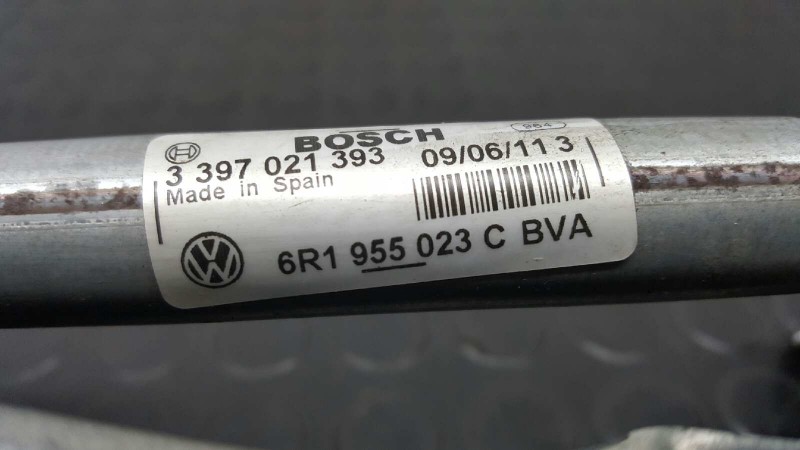 BOSCH
3 397 021 393 09/06/11 3
Made in Spain
6R1 955 023 C BVA